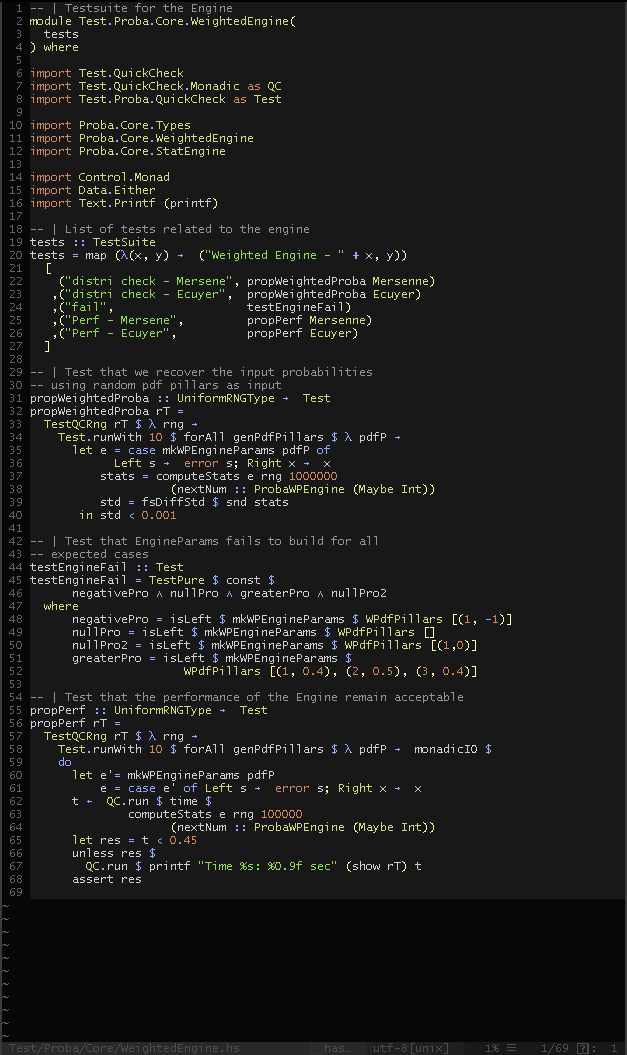 1 -- | Testsuite for the Engine
2 module Test.Proba.Core.WeightedEngine(
3   tests
4 ) where
5
6 import Test.QuickCheck
7 import Test.QuickCheck.Monadic as QC
8 import Test.Proba.QuickCheck as Test
9
10 import Proba.Core.Types
11 import Proba.Core.WeightedEngine
12 import Proba.Core.StatEngine
13
14 import Control.Monad
15 import Data.Either
16 import Text.Printf (printf)
17
18 -- | List of tests related to the engine
19 tests :: TestSuite
20 tests = map (λ(x, y) →  ("Weighted Engine - " + x, y))
21   [
22     ("distri check - Mersene", propWeightedProba Mersenne)
23    ,("distri check - Ecuyer",  propWeightedProba Ecuyer)
24    ,("fail",                   testEngineFail)
25    ,("Perf - Mersene",         propPerf Mersenne)
26    ,("Perf - Ecuyer",          propPerf Ecuyer)
27   ]
28
29 -- | Test that we recover the input probabilities
30 -- using random pdf pillars as input
31 propWeightedProba :: UniformRNGType →  Test
32 propWeightedProba rT =
33   TestQCRng rT $ λ rng →
34     Test.runWith 10 $ forAll genPdfPillars $ λ pdfP →
35       let e = case mkWPEngineParams pdfP of
36             Left s →  error s; Right x →  x
37           stats = computeStats e rng 1000000
38                     (nextNum :: ProbaWPEngine (Maybe Int))
39           std = fsDiffStd $ snd stats
40        in std < 0.001
41
42 -- | Test that EngineParams fails to build for all
43 -- expected cases
44 testEngineFail :: Test
45 testEngineFail = TestPure $ const $
46       negativePro ∧ nullPro ∧ greaterPro ∧ nullPro2
47   where
48       negativePro = isLeft $ mkWPEngineParams $ WPdfPillars [(1, -1)]
49       nullPro = isLeft $ mkWPEngineParams $ WPdfPillars []
50       nullPro2 = isLeft $ mkWPEngineParams $ WPdfPillars [(1,0)]
51       greaterPro = isLeft $ mkWPEngineParams $
52                      WPdfPillars [(1, 0.4), (2, 0.5), (3, 0.4)]
53
54 -- | Test that the performance of the Engine remain acceptable
55 propPerf :: UniformRNGType →  Test
56 propPerf rT =
57   TestQCRng rT $ λ rng →
58     Test.runWith 10 $ forAll genPdfPillars $ λ pdfP →  monadicIO $
59     do
60       let e'= mkWPEngineParams pdfP
61           e = case e' of Left s →  error s; Right x →  x
62       t ←  QC.run $ time $
63              computeStats e rng 100000
64                    (nextNum :: ProbaWPEngine (Maybe Int))
65       let res = t < 0.45
66       unless res $
67         QC.run $ printf "Time %s: %0.9f sec" (show rT) t
68       assert res
69
~
~
~
~
~
~
~
~
~
~
~
Test/Proba/Core/WeightedEngine.hs has… utf-8[unix] 1% ☰ 1/69 : 1